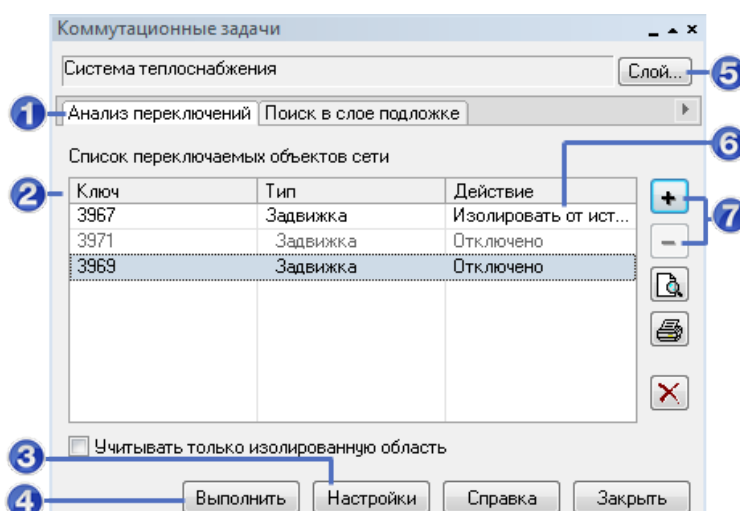 Коммутационные задачи
Система теплоснабжения
Слой...
5
1
Анализ переключений
Поиск в слое подложке
6
Список переключаемых объектов сети
2
Ключ Тип Действие
+
3967 Задвижка Изолировать от ист...
7
3971 Задвижка Отключено
-
3969 Задвижка Отключено
Учитывать только изолированную область
3
4
Выполнить Настройки Справка Закрыть